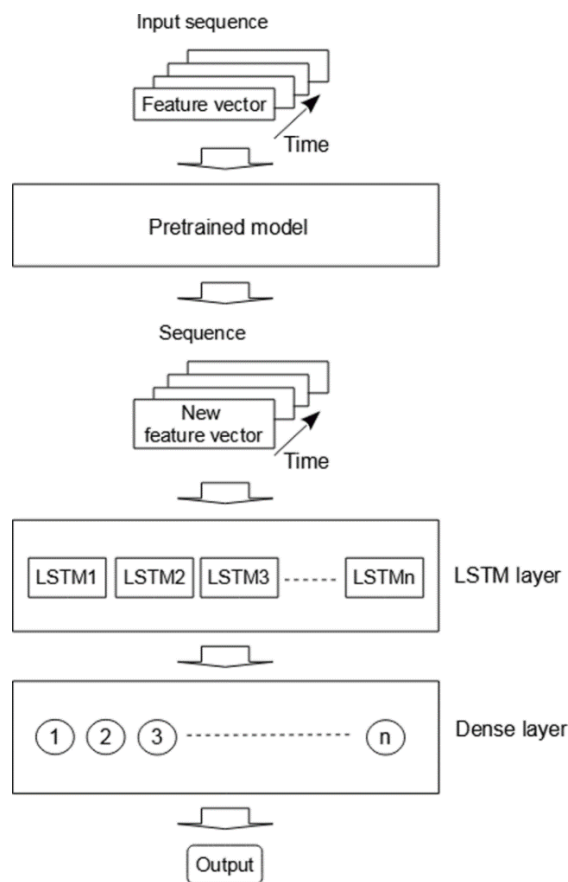 Input sequence
Feature vector
Time
Pretrained model
Sequence
New
feature vector
Time
LSTM1 LSTM2 LSTM3 LSTMn
LSTM layer
1 2 3 n
Dense layer
Output